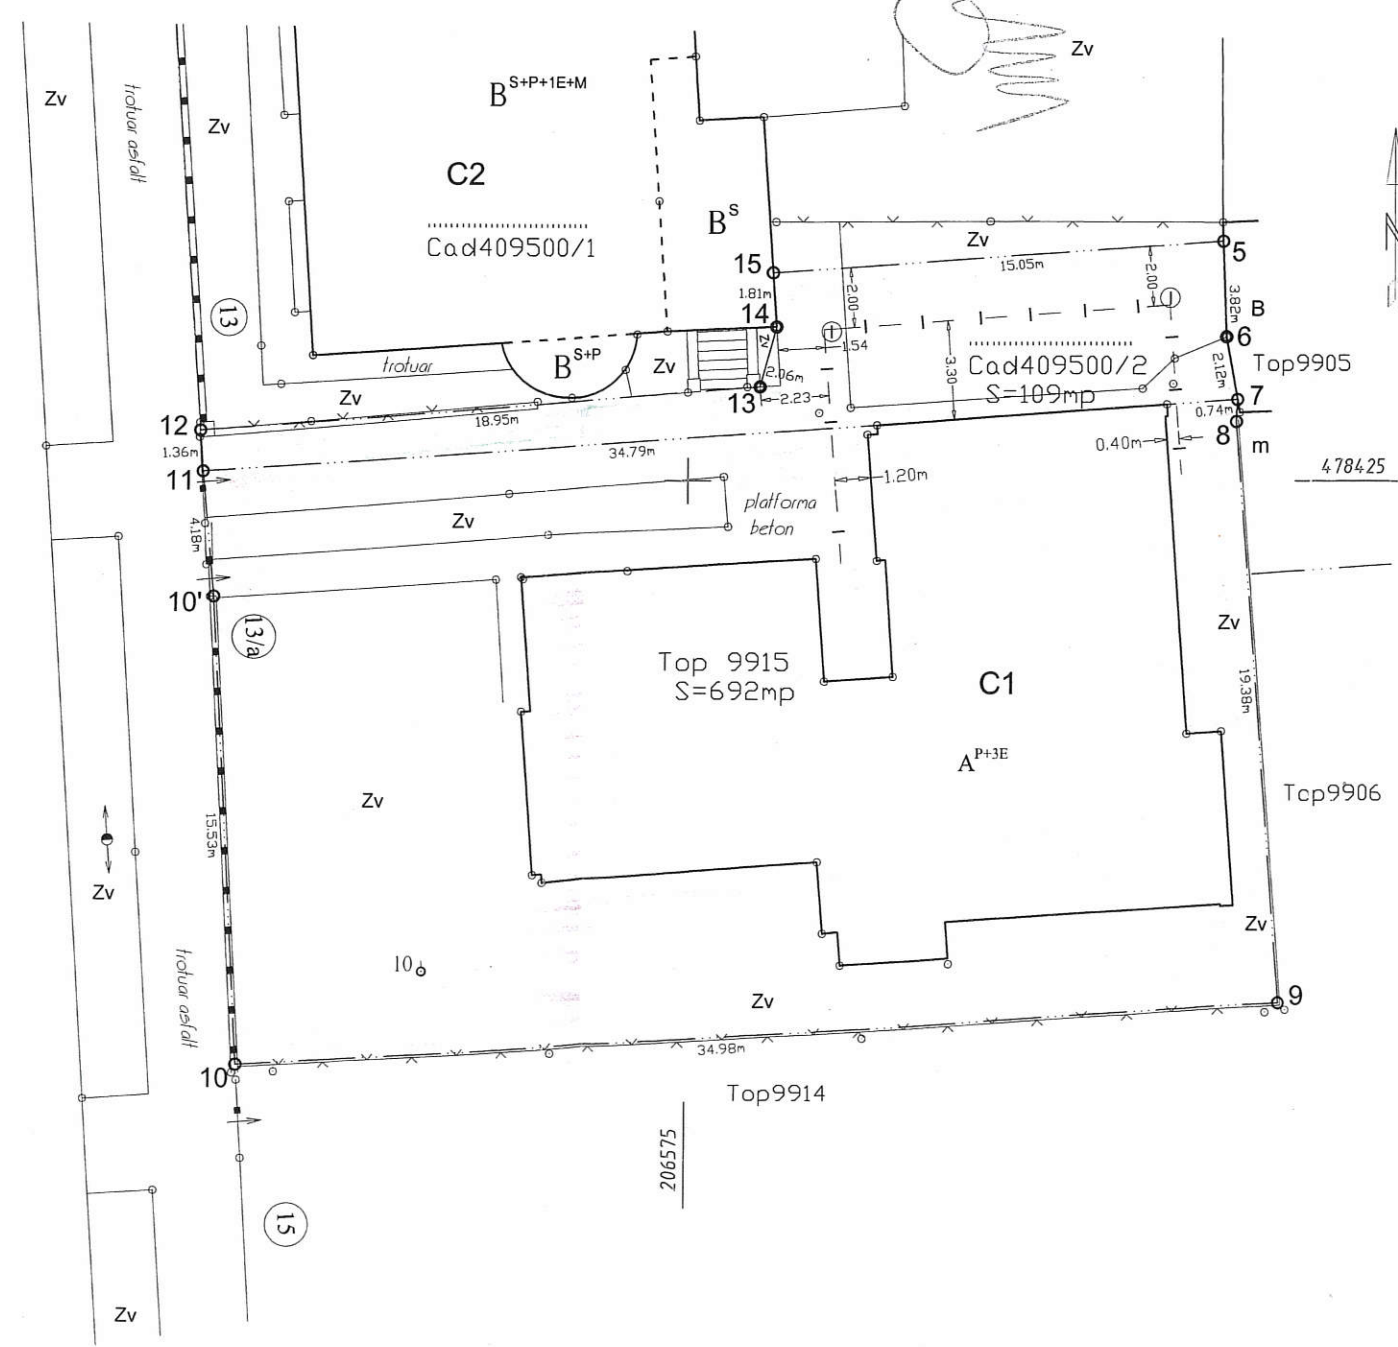 Zv
trotuar asfalt
Zv
B S+P+1E+M
Zv
C2
B S
Cad409500/1
Zv
5
15
15.05m
2.00
2.00
1.81m
3.82m
B
13
14
6
1.54
Cad409500/2
Top9905
trotuar
B S+P
Zv
Zv
2.06m
3.30
S=109mp
2.12m
7
Zv
13
2.23
0.74m
12
18.95m
8
m
1.36m
34.79m
0.40m
478425
11
1.20m
platforma
beton
Zv
4.18m
10'
13/a
Zv
Top 9915
S=692mp
C1
19.38m
A P+3E
Top9906
Zv
15.53m
Zv
Zv
trotuar asfalt
10
Zv
9
34.98m
10
Top9914
206575
15
Zv
N